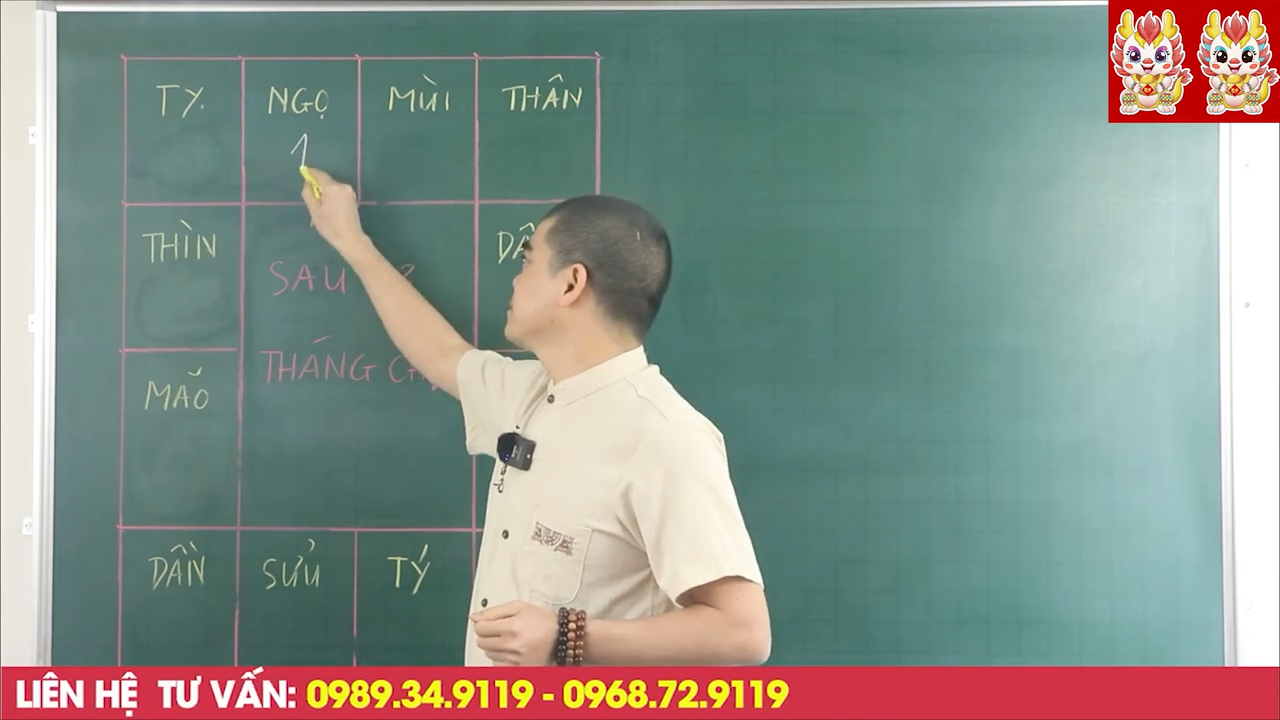 TỴ NGỌ MÙI THÂN
1
THÌN
SAU
THÁNG
MÃO
DẦN SỬU TÝ
LIÊN HỆ TƯ VẤN: 0989.34.9119 - 0968.72.9119